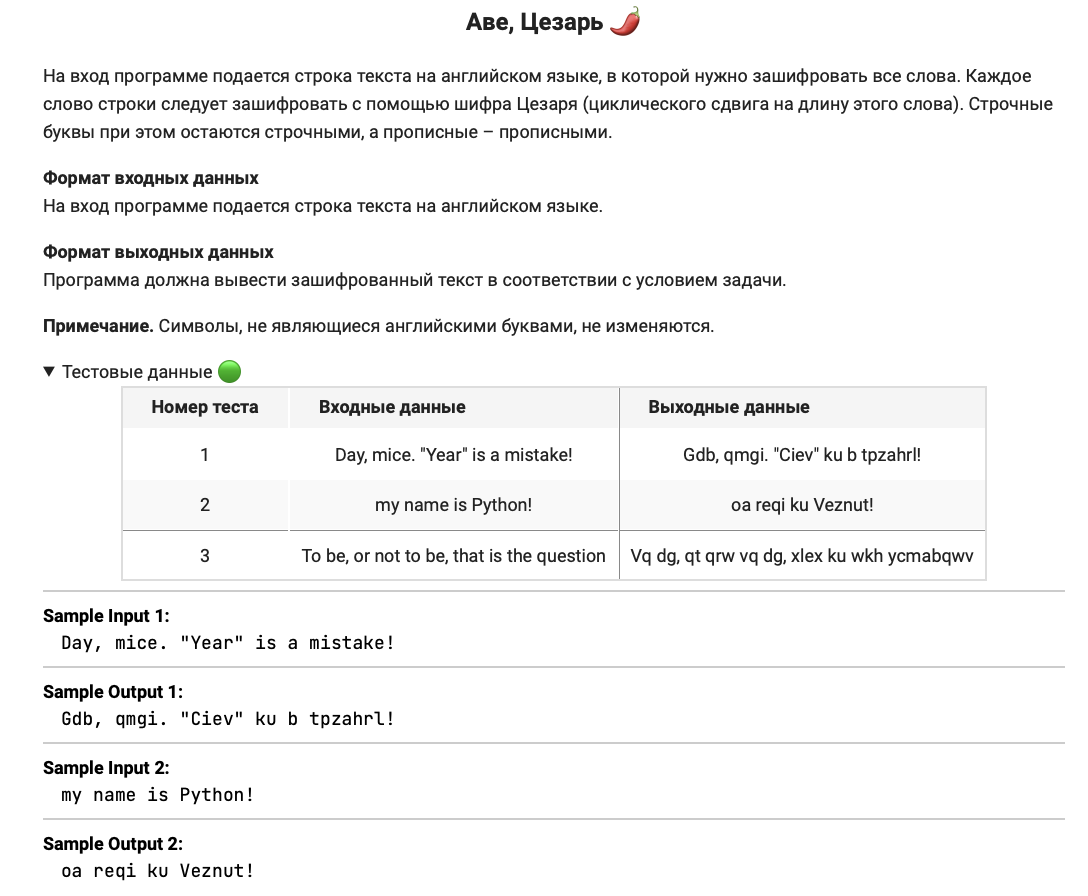 Аве, Цезарь 🌶️
На вход программе подается строка текста на английском языке, в которой нужно зашифровать все слова. Каждое
слово строки следует зашифровать с помощью шифра Цезаря (циклического сдвига на длину этого слова). Строчные
буквы при этом остаются строчными, а прописные – прописными.
Формат входных данных
На вход программе подается строка текста на английском языке.
Формат выходных данных
Программа должна вывести зашифрованный текст в соответствии с условием задачи.
Примечание. Символы, не являющиеся английскими буквами, не изменяются.
▼ Тестовые данные 🟢
Номер теста Входные данные Выходные данные
1 Day, mice. "Year" is a mistake! Gdb, qmgi. "Ciev" ku b tpzahrl!
2 my name is Python! oa reqi ku Veznut!
3 To be, or not to be, that is the question Vq dg, qt qrw vq dg, xlex ku wkh ycmabqwv
Sample Input 1:
Day, mice. "Year" is a mistake!
Sample Output 1:
Gdb, qmgi. "Ciev" ku b tpzahrl!
Sample Input 2:
my name is Python!
Sample Output 2:
oa reqi ku Veznut!